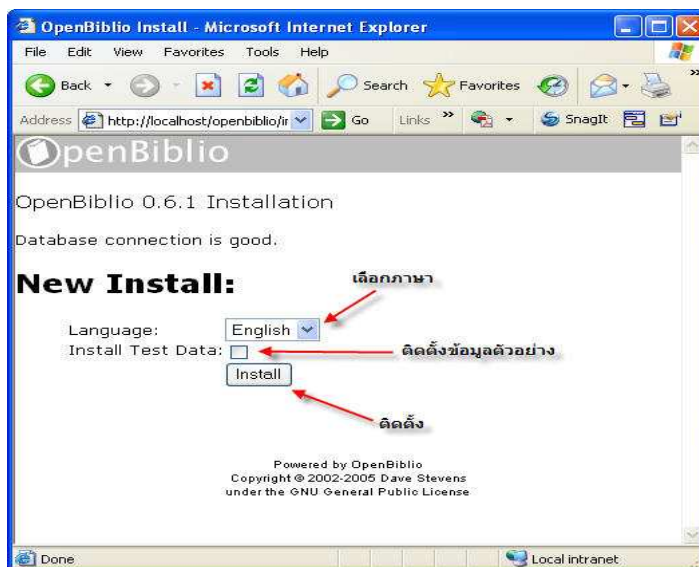 OpenBiblio Install - Microsoft Internet Explorer
File Edit View Favorites Tools Help
Back Search Favorites
Address http://localhost/openbiblio/ir Go Links » SnagIt
OpenBiblio
OpenBiblio 0.6.1 Installation
Database connection is good.
New Install:
เลือกภาษา
Language: English
Install Test Data: ติดตั้งข้อมูลตัวอย่าง
Install
ติดตั้ง
Powered by OpenBiblio
Copyright © 2002-2005 Dave Stevens
under the GNU General Public License
Done Local intranet